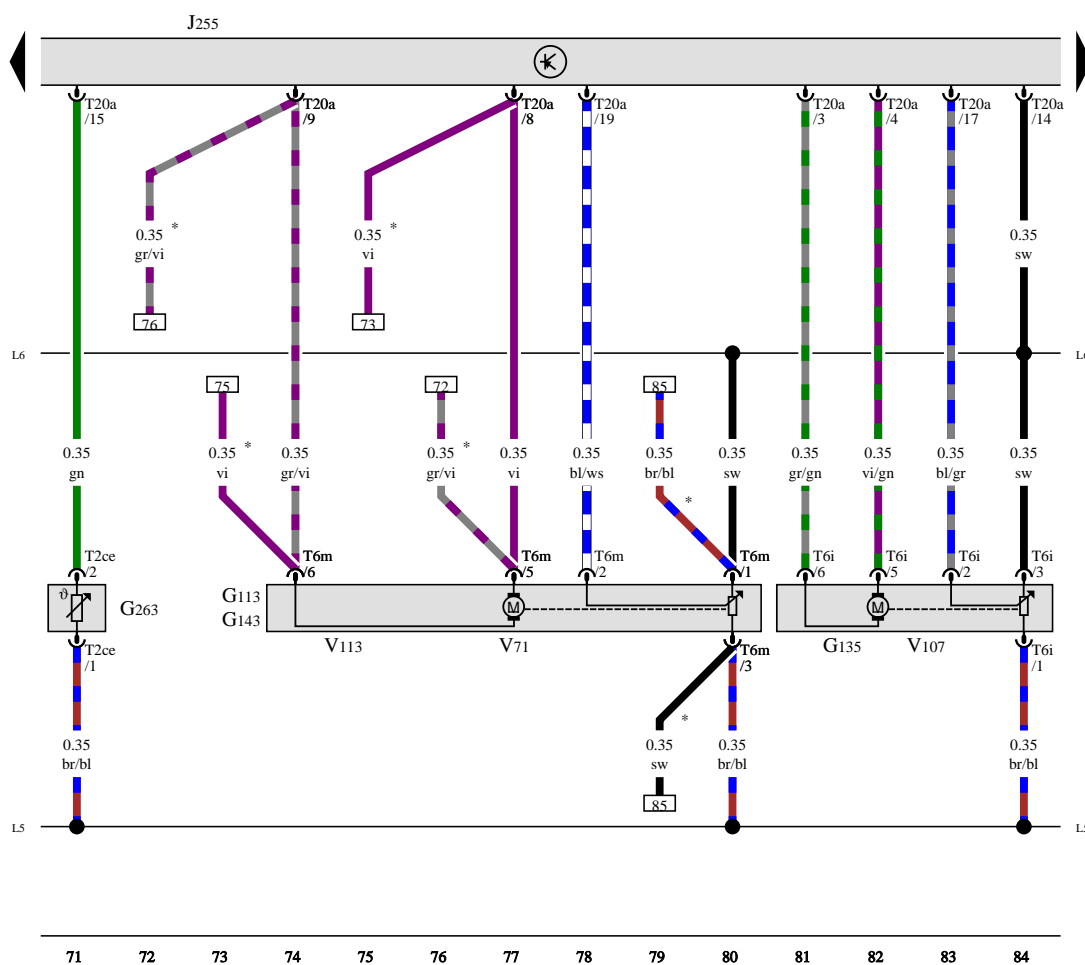 J255
T20a T20a T20a T20a T20a T20a T20a T20a
/15 /9 /8 /19 /3 /4 /17 /14
* *
0.35 0.35 0.35
gr/vi vi sw
76 73
L6 L6
75 72 85
* *
0.35 0.35 0.35 0.35 0.35 0.35 0.35 0.35 0.35 0.35 0.35 0.35
gn vi gr/vi gr/vi vi bl/ws br/bl sw gr/gn vi/gn bl/gr sw
*
T2ce T6m T6m T6m T6m T6i T6i T6i T6i
/2 /6 /5 /2 /1 /6 /5 /2 /3
ϑ
G113
M M
G263
G143
V113 V71 G135 V107
T2ce T6m T6i
/1 /3 /1
*
0.35 0.35 0.35 0.35
br/bl sw br/bl br/bl
85
L5
71 72 73 74 75 76 77 78 79 80 81 82 83 84